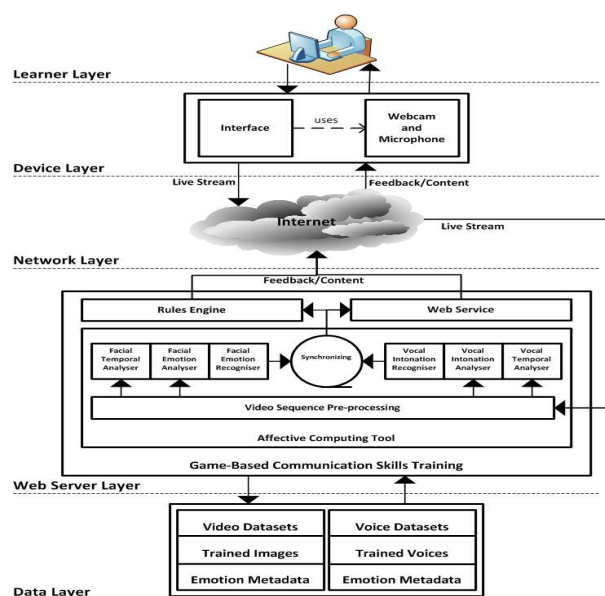 Learner Layer
Interface
uses
Webcam
and
Microphone
Device Layer
Live Stream
Feedback/Content
Internet
Live Stream
Network Layer
Feedback/Content
Rules Engine
Web Service
Facial
Temporal
Analyser
Facial
Emotion
Analyser
Facial
Emotion
Recogniser
Synchronizing
Vocal
Intonation
Recogniser
Vocal
Intonation
Analyser
Vocal
Temporal
Analyser
Video Sequence Pre-processing
Affective Computing Tool
Game-Based Communication Skills Training
Web Server Layer
Video Datasets
Trained Images
Emotion Metadata
Voice Datasets
Trained Voices
Emotion Metadata
Data Layer